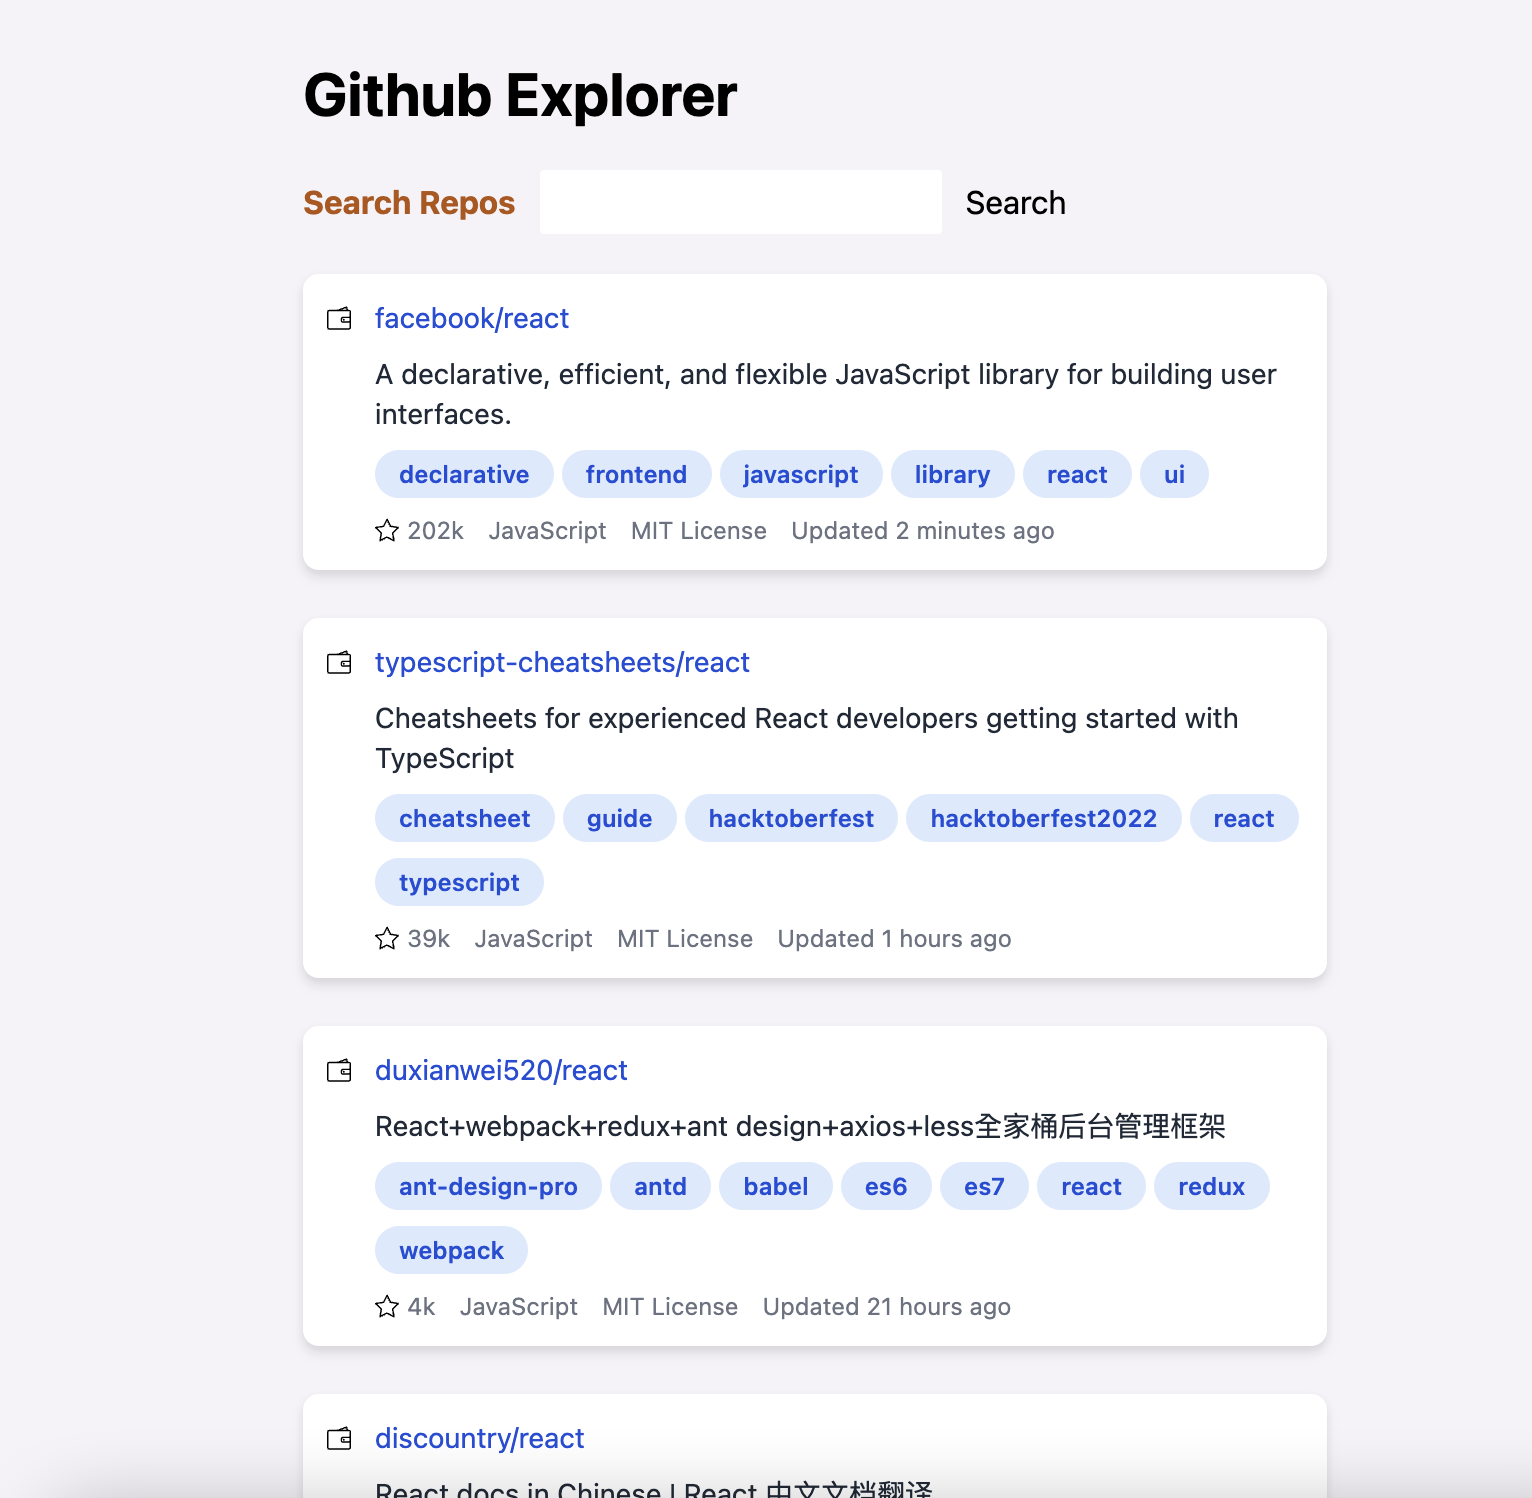 Github Explorer
Search Repos Search
facebook/react
A declarative, efficient, and flexible JavaScript library for building user
interfaces.
declarative frontend javascript library react ui
202k JavaScript MIT License Updated 2 minutes ago
typescript-cheatsheets/react
Cheatsheets for experienced React developers getting started with
TypeScript
cheatsheet guide hacktoberfest hacktoberfest2022 react
typescript
39k JavaScript MIT License Updated 1 hours ago
duxianwei520/react
React+webpack+redux+ant design+axios+less全家桶后台管理框架
ant-design-pro antd babel es6 es7 react redux
webpack
4k JavaScript MIT License Updated 21 hours ago
discountry/react
React docs in Chinese | React 中文文档翻译